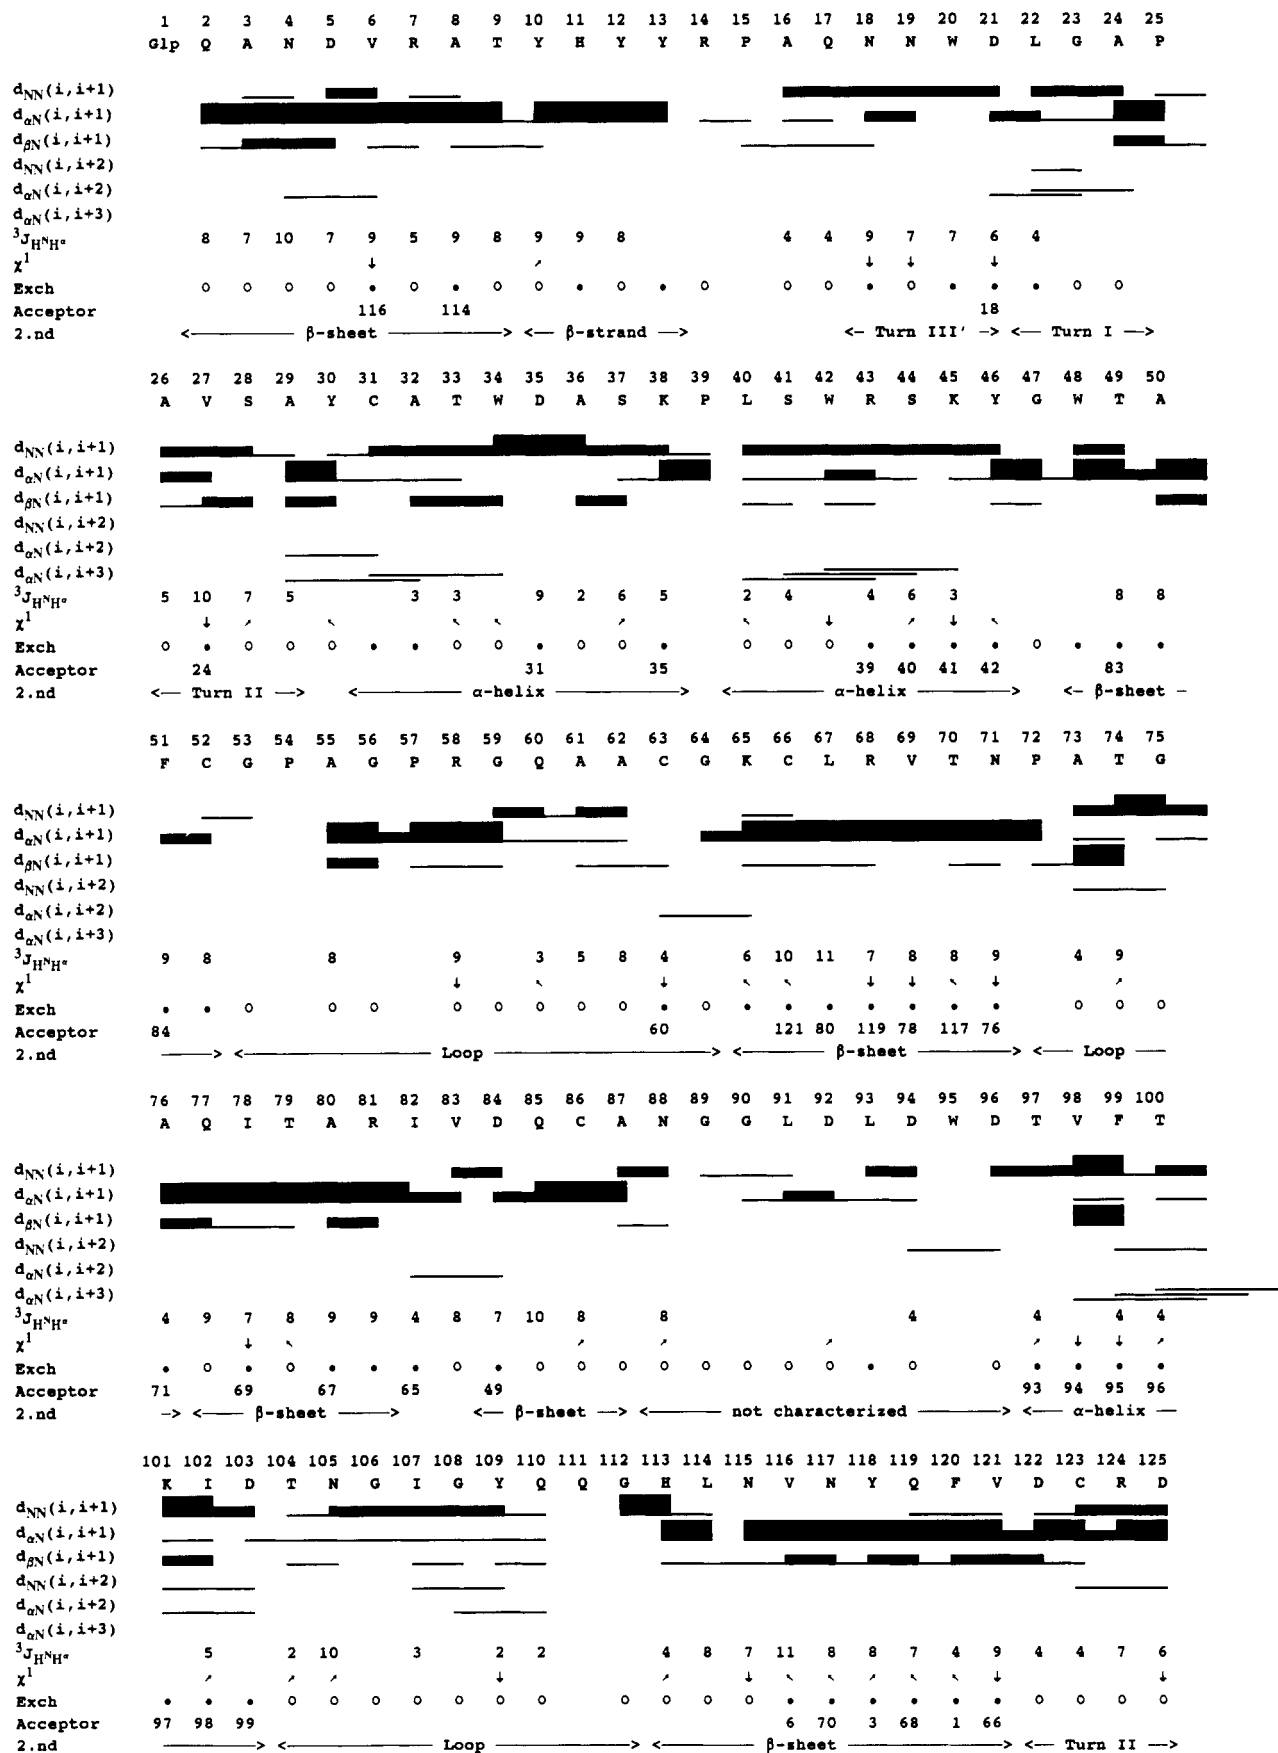 1 2 3 4 5 6 7 8 9 10 11 12 13 14 15 16 17 18 19 20 21 22 23 24 25
Glp Q A N D V R A T Y H Y Y R P A Q N N W D L G A P
dNN(i,i+1)
dαN(i,i+1)
dβN(i,i+1)
dNN(i,i+2)
dαN(i,i+2)
dαN(i,i+3)
³JHᴺHα 8 7 10 7 9 5 9 8 9 9 8 4 4 9 7 7 6 4
χ¹ ↓ ↗ ↓ ↓ ↓
Exch o o o o • o • o o • o • o o o • o • • • o o
Acceptor 116 114 18
2.nd <— β-sheet —> <— β-strand —> <— Turn III' —> <— Turn I —>
26 27 28 29 30 31 32 33 34 35 36 37 38 39 40 41 42 43 44 45 46 47 48 49 50
A V S A Y C A T W D A S K P L S W R S K Y G W T A
dNN(i,i+1)
dαN(i,i+1)
dβN(i,i+1)
dNN(i,i+2)
dαN(i,i+2)
dαN(i,i+3)
³JHᴺHα 5 10 7 5 3 3 9 2 6 5 2 4 4 6 3 8 8
χ¹ ↓ ↗ ↖ ↖ ↖ ↗ ↖ ↓ ↗ ↓ ↖
Exch o • o o o • • o o • o o • o o o • • • • o • • •
Acceptor 24 31 35 39 40 41 42 83
2.nd <— Turn II —> <— α-helix —> <— α-helix —> <- β-sheet -
51 52 53 54 55 56 57 58 59 60 61 62 63 64 65 66 67 68 69 70 71 72 73 74 75
F C G P A G P R G Q A A C G K C L R V T N P A T G
dNN(i,i+1)
dαN(i,i+1)
dβN(i,i+1)
dNN(i,i+2)
dαN(i,i+2)
dαN(i,i+3)
³JHᴺHα 9 8 8 9 3 5 8 4 6 10 11 7 8 8 9 4 9
χ¹ ↓ ↖ ↓ ↖ ↖ ↓ ↓ ↖ ↓ ↗
Exch • • o o o o o o o o • o • • • • • • • o o o
Acceptor 84 60 121 80 119 78 117 76
2.nd —> <— Loop —> <— β-sheet —> <— Loop —
76 77 78 79 80 81 82 83 84 85 86 87 88 89 90 91 92 93 94 95 96 97 98 99 100
A Q I T A R I V D Q C A N G G L D L D W D T V F T
dNN(i,i+1)
dαN(i,i+1)
dβN(i,i+1)
dNN(i,i+2)
dαN(i,i+2)
dαN(i,i+3)
³JHᴺHα 4 9 7 8 9 9 4 8 7 10 8 8 4 4 4 4
χ¹ ↓ ↖ ↗ ↗ ↗ ↗ ↓ ↓ ↗
Exch • o • o • • • o • o o o o o o o o • o o • • • •
Acceptor 71 69 67 65 49 93 94 95 96
2.nd —> <— β-sheet —> <— β-sheet —> <— not characterized —> <— α-helix —
101 102 103 104 105 106 107 108 109 110 111 112 113 114 115 116 117 118 119 120 121 122 123 124 125
K I D T N G I G Y Q Q G H L N V N Y Q F V D C R D
dNN(i,i+1)
dαN(i,i+1)
dβN(i,i+1)
dNN(i,i+2)
dαN(i,i+2)
dαN(i,i+3)
³JHᴺHα 5 2 10 3 2 2 4 8 7 11 8 8 7 4 9 4 4 7 6
χ¹ ↗ ↗ ↗ ↓ ↗ ↓ ↖ ↖ ↗ ↖ ↖ ↓ ↓
Exch • • • o o o o o o o o o o o • • • • • • o o o o
Acceptor 97 98 99 6 70 3 68 1 66
2.nd —> <— Loop —> <— β-sheet —> <— Turn II —>